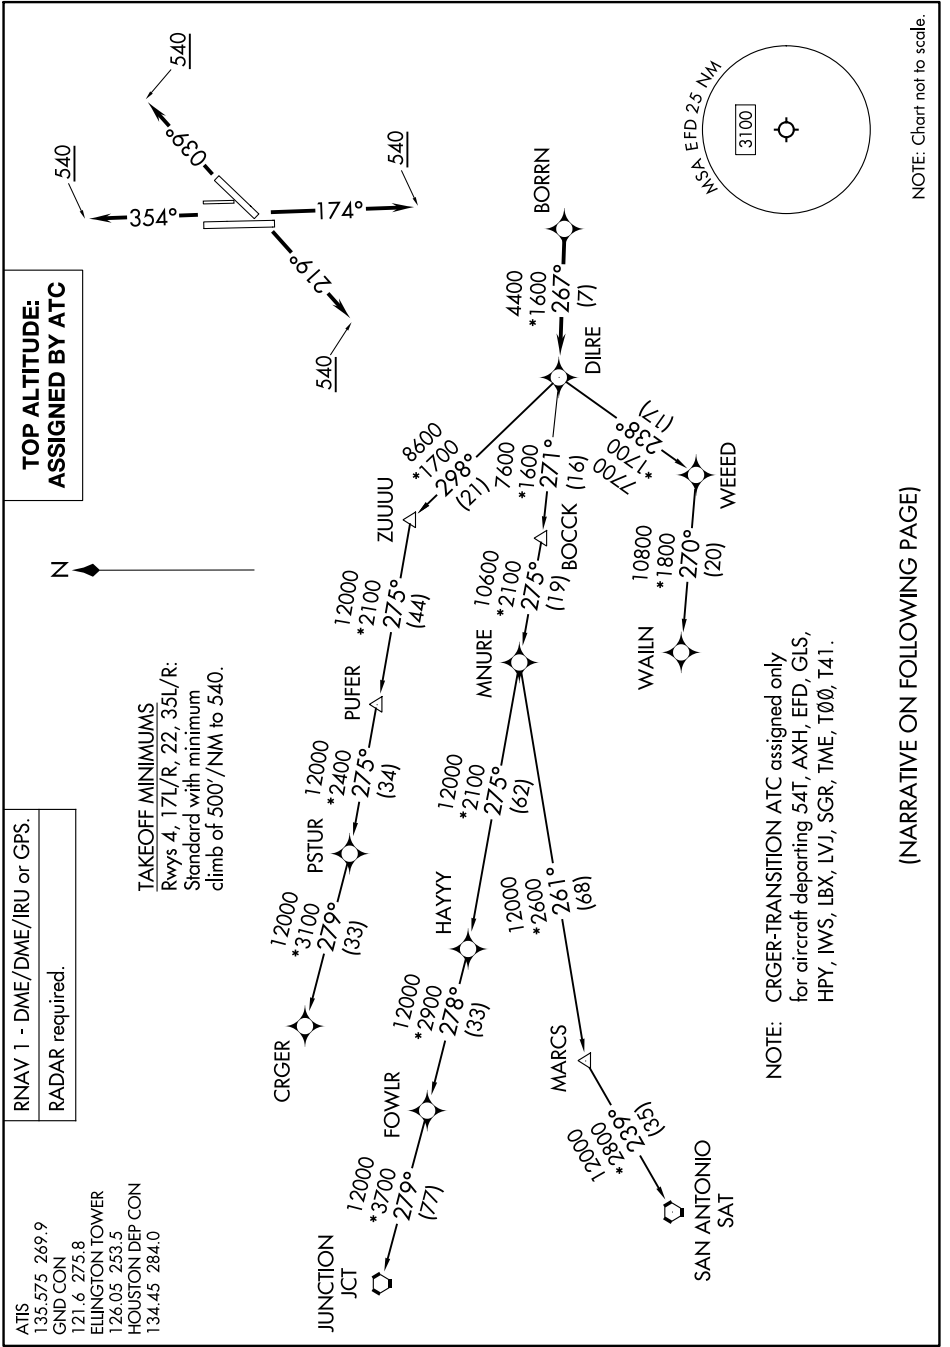 ATIS
135.575 269.9
GND CON
121.6 275.8
ELLINGTON TOWER
126.05 253.5
HOUSTON DEP CON
134.45 284.0
RNAV 1 - DME/DME/IRU or GPS.
RADAR required.
TOP ALTITUDE:
ASSIGNED BY ATC
TAKEOFF MINIMUMS
Rwys 4, 17L/R, 22, 35L/R:
Standard with minimum
climb of 500'/NM to 540.
N
540
354°
540
039°
540
174°
540
219°
CRGER
12000
*3100
279°
(33)
PSTUR
12000
*2400
275°
(34)
PUFER
12000
*2100
275°
(44)
ZUUUU
8600
*1700
298°
(21)
JUNCTION
JCT
12000
*3700
279°
(77)
FOWLR
12000
*2900
278°
(33)
HAYYY
12000
*2100
275°
(62)
MNURE
10600
*2100
275°
(19)
BOCCK
7600
*1600
271°
(16)
DILRE
4400
*1600
267°
(7)
BORRN
SAN ANTONIO
SAT
12000
*2800
239°
(35)
MARCS
12000
*2600
261°
(68)
WAILN
10800
*1800
270°
(20)
WEEED
7700
*1700
238°
(17)
MSA EFD 25 NM
3100
NOTE: CRGER-TRANSITION ATC assigned only
for aircraft departing 54T, AXH, EFD, GLS,
HPY, IWS, LBX, LVJ, SGR, TME, TØØ, T41.
(NARRATIVE ON FOLLOWING PAGE)
NOTE: Chart not to scale.